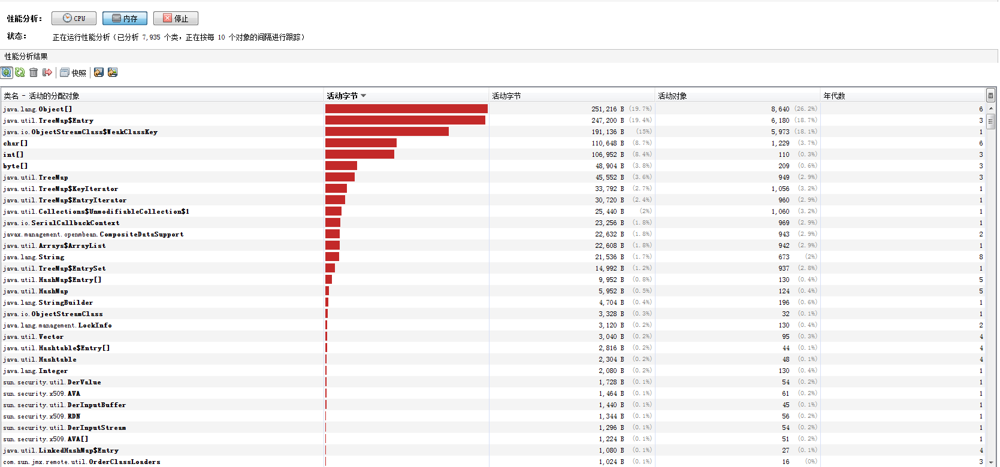 性能分析： CPU 内存 停止
状态： 正在运行性能分析（已分析 7,935 个类，正在按每 10 个对象的间隔进行跟踪）
性能分析结果
快照
类名 - 活动的分配对象 活动字节 活动字节 活动对象 年代数
java.lang.Object[] 251,216 B (19.7%) 8,640 (26.2%) 6
java.util.TreeMap$Entry 247,200 B (19.4%) 6,180 (18.7%) 3
java.io.ObjectStreamClass$WeakClassKey 191,136 B (15%) 5,973 (18.1%) 1
char[] 110,648 B (8.7%) 1,229 (3.7%) 6
int[] 106,952 B (8.4%) 110 (0.3%) 3
byte[] 48,904 B (3.8%) 209 (0.6%) 3
java.util.TreeMap 45,552 B (3.6%) 949 (2.9%) 3
java.util.TreeMap$KeyIterator 33,792 B (2.7%) 1,056 (3.2%) 1
java.util.TreeMap$EntryIterator 30,720 B (2.4%) 960 (2.9%) 1
java.util.Collections$UnmodifiableCollection$1 25,440 B (2%) 1,060 (3.2%) 1
java.io.SerialCallbackContext 23,256 B (1.8%) 969 (2.9%) 1
javax.management.openmbean.CompositeDataSupport 22,632 B (1.8%) 943 (2.9%) 2
java.util.Arrays$ArrayList 22,608 B (1.8%) 942 (2.9%) 1
java.lang.String 21,536 B (1.7%) 673 (2%) 8
java.util.TreeMap$EntrySet 14,992 B (1.2%) 937 (2.8%) 1
java.util.HashMap$Entry[] 9,952 B (0.8%) 130 (0.4%) 5
java.util.HashMap 5,952 B (0.5%) 124 (0.4%) 5
java.lang.StringBuilder 4,704 B (0.4%) 196 (0.6%) 1
java.io.ObjectStreamClass 3,328 B (0.3%) 32 (0.1%) 1
java.lang.management.LockInfo 3,120 B (0.2%) 130 (0.4%) 2
java.util.Vector 3,040 B (0.2%) 95 (0.3%) 4
java.util.Hashtable$Entry[] 2,816 B (0.2%) 44 (0.1%) 4
java.util.Hashtable 2,304 B (0.2%) 48 (0.1%) 4
java.lang.Integer 2,080 B (0.2%) 130 (0.4%) 1
sun.security.util.DerValue 1,728 B (0.1%) 54 (0.2%) 1
sun.security.x509.AVA 1,464 B (0.1%) 61 (0.2%) 1
sun.security.util.DerInputBuffer 1,440 B (0.1%) 45 (0.1%) 1
sun.security.x509.RDN 1,344 B (0.1%) 56 (0.2%) 1
sun.security.util.DerInputStream 1,296 B (0.1%) 54 (0.2%) 1
sun.security.x509.AVA[] 1,224 B (0.1%) 51 (0.2%) 1
java.util.LinkedHashMap$Entry 1,080 B (0.1%) 27 (0.1%) 4
com.sun.jmx.remote.util.OrderClassLoaders 1,024 B (0.1%) 16 (0%) 3